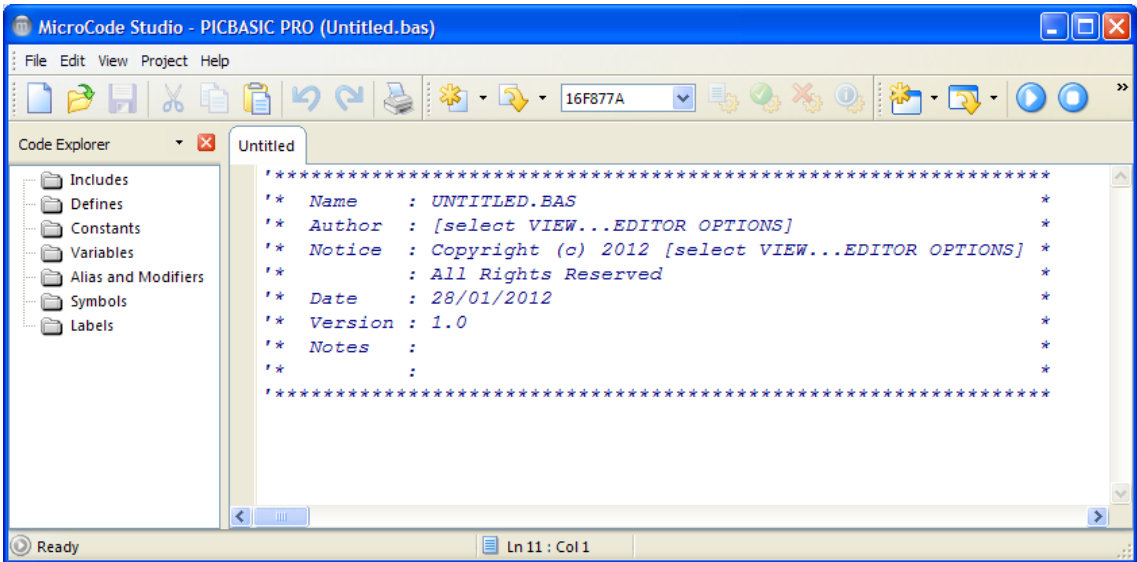 MicroCode Studio - PICBASIC PRO (Untitled.bas)
File Edit View Project Help
16F877A
Code Explorer
Untitled
Includes
Defines
Constants
Variables
Alias and Modifiers
Symbols
Labels
'****************************************************************
'*  Name    : UNTITLED.BAS                                      *
'*  Author  : [select VIEW...EDITOR OPTIONS]                    *
'*  Notice  : Copyright (c) 2012 [select VIEW...EDITOR OPTIONS] *
'*          : All Rights Reserved                               *
'*  Date    : 28/01/2012                                        *
'*  Version : 1.0                                               *
'*  Notes   :                                                   *
'*          :                                                   *
'****************************************************************
Ready
Ln 11 : Col 1